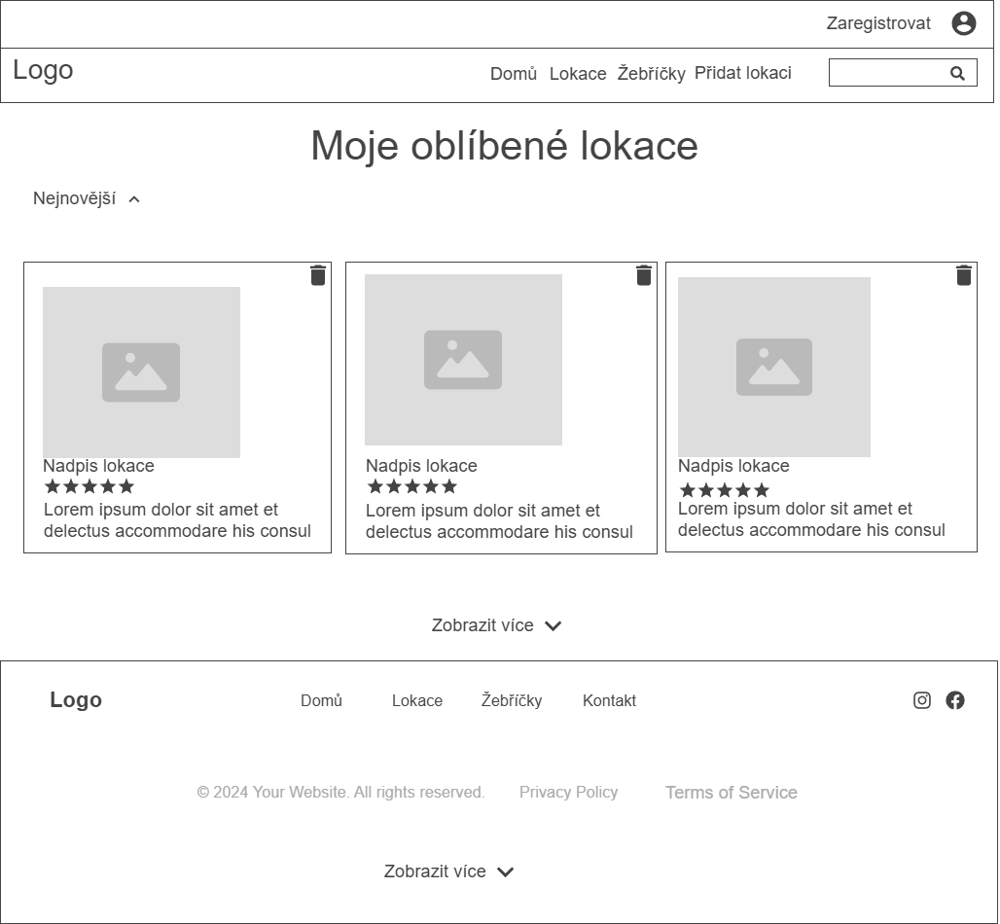 Zaregistrovat
Logo
Domů Lokace Žebříčky Přidat lokaci
Moje oblíbené lokace
Nejnovější
Nadpis lokace
Lorem ipsum dolor sit amet et
delectus accommodare his consul
Nadpis lokace
Lorem ipsum dolor sit amet et
delectus accommodare his consul
Nadpis lokace
Lorem ipsum dolor sit amet et
delectus accommodare his consul
Zobrazit více
Logo
Domů Lokace Žebříčky Kontakt
© 2024 Your Website. All rights reserved. Privacy Policy Terms of Service
Zobrazit více